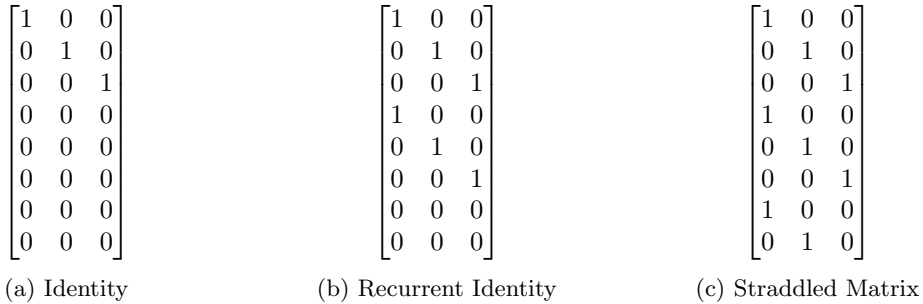 1 0 0 1 0 0 1 0 0
0 1 0 0 1 0 0 1 0
0 0 1 0 0 1 0 0 1
0 0 0 1 0 0 1 0 0
0 0 0 0 1 0 0 1 0
0 0 0 0 0 1 0 0 1
0 0 0 0 0 0 1 0 0
0 0 0 0 0 0 0 1 0
(a) Identity (b) Recurrent Identity (c) Straddled Matrix